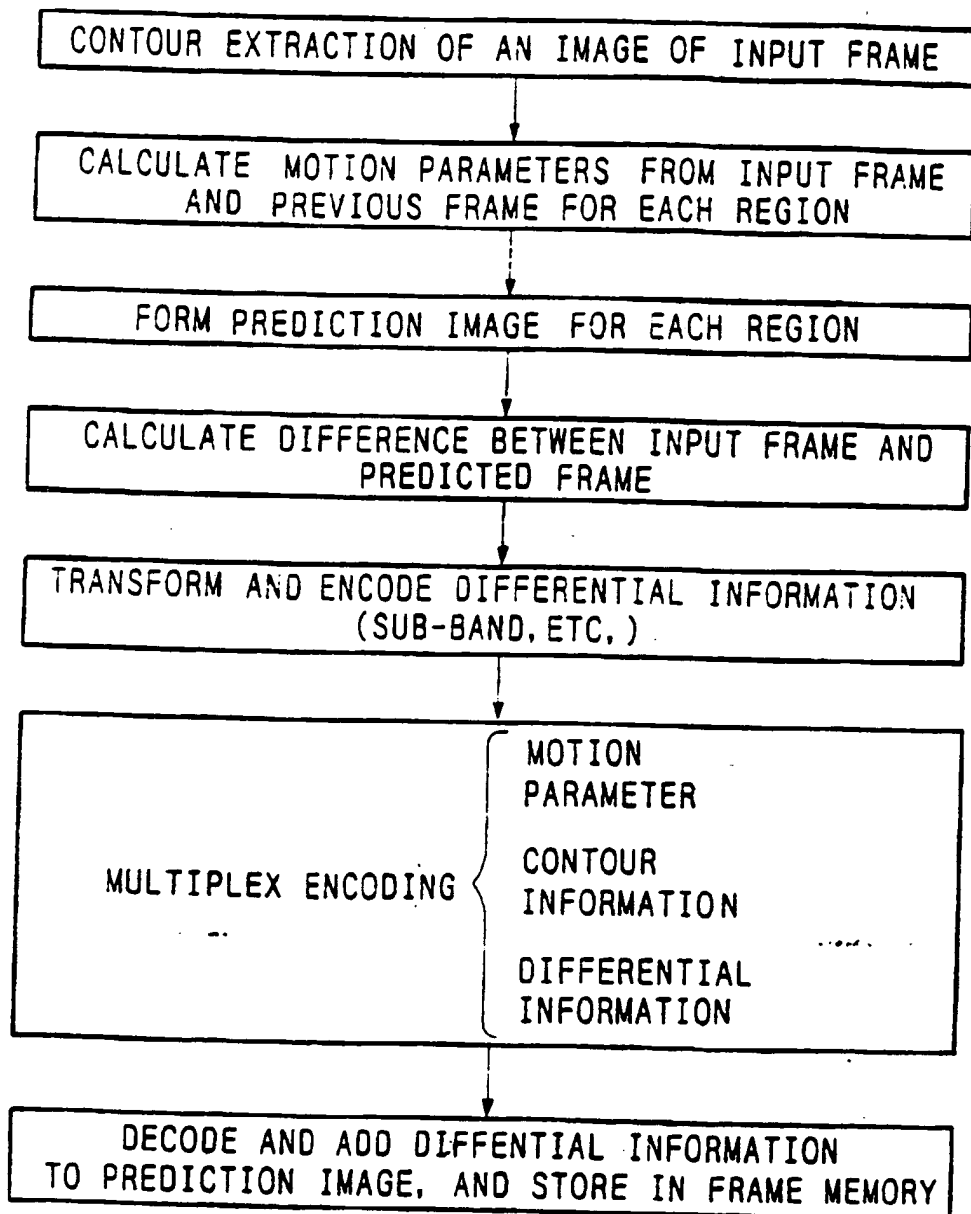 CONTOUR EXTRACTION OF AN IMAGE OF INPUT FRAME
CALCULATE MOTION PARAMETERS FROM INPUT FRAME
AND PREVIOUS FRAME FOR EACH REGION
FORM PREDICTION IMAGE FOR EACH REGION
CALCULATE DIFFERENCE BETWEEN INPUT FRAME AND
PREDICTED FRAME
TRANSFORM AND ENCODE DIFFERENTIAL INFORMATION
(SUB-BAND, ETC,)
MULTIPLEX ENCODING
MOTION
PARAMETER
CONTOUR
INFORMATION
DIFFERENTIAL
INFORMATION
DECODE AND ADD DIFFENTIAL INFORMATION
TO PREDICTION IMAGE, AND STORE IN FRAME MEMORY